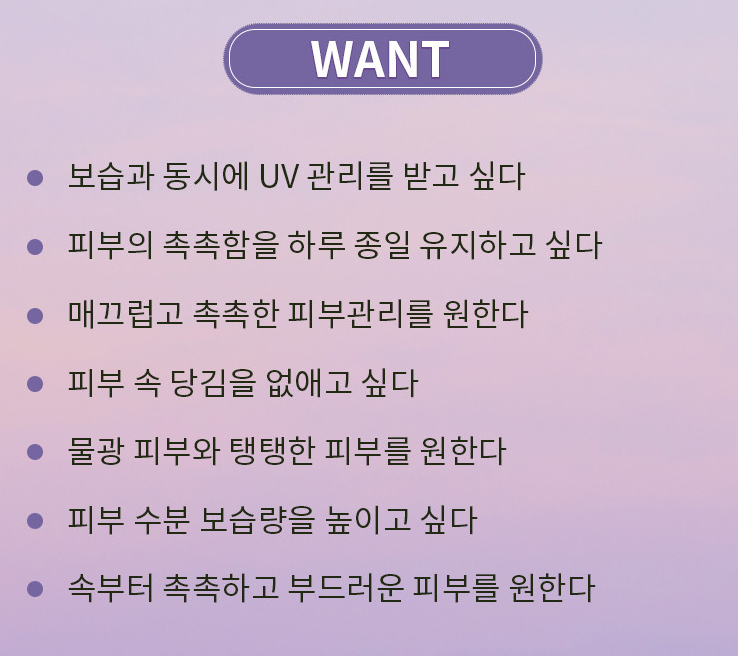 WANT
보습과 동시에 UV 관리를 받고 싶다
피부의 촉촉함을 하루 종일 유지하고 싶다
매끄럽고 촉촉한 피부관리를 원한다
피부 속 당김을 없애고 싶다
물광 피부와 탱탱한 피부를 원한다
피부 수분 보습량을 높이고 싶다
속부터 촉촉하고 부드러운 피부를 원한다